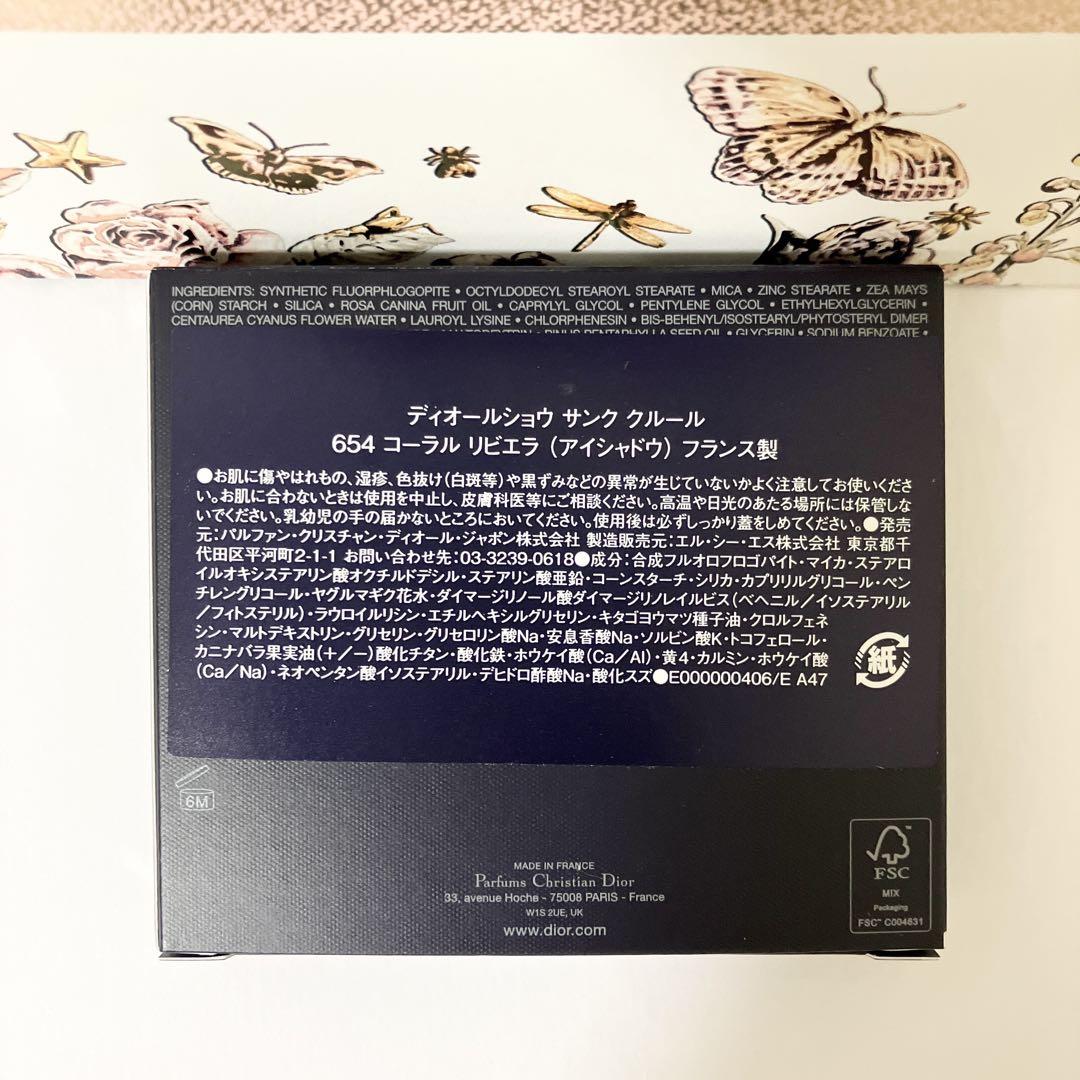 INGREDIENTS: SYNTHETIC FLUORPHLOGOPITE • OCTYLDODECYL STEAROYL STEARATE • MICA • ZINC STEARATE • ZEA MAYS
(CORN) STARCH • SILICA • ROSA CANINA FRUIT OIL • CAPRYLYL GLYCOL • PENTYLENE GLYCOL • ETHYLHEXYLGLYCERIN •
CENTAUREA CYANUS FLOWER WATER • LAUROYL LYSINE • CHLORPHENESIN • BIS-BEHENYL/ISOSTEARYL/PHYTOSTERYL DIMER
SEED OIL • GLYCERIN • SODIUM BENZOATE •
ディオールショウ サンク クルール
654 コーラル リビエラ (アイシャドウ) フランス製
●お肌に傷やはれもの、湿疹、色抜け(白斑等)や黒ずみなどの異常が生じていないかよく注意してお使いくださ
い。お肌に合わないときは使用を中止し、皮膚科医等にご相談ください。高温や日光のあたる場所には保管しな
いでください。乳幼児の手の届かないところにおいてください。使用後は必ずしっかり蓋をしめてください。●発売
元:パルファン・クリスチャン・ディオール・ジャポン株式会社 製造販売元:エル・シー・エス株式会社 東京都千
代田区平河町2-1-1 お問い合わせ先:03-3239-0618●成分:合成フルオロフロゴパイト・マイカ・ステアロ
イルオキシステアリン酸オクチルドデシル・ステアリン酸亜鉛・コーンスターチ・シリカ・カプリリルグリコール・ペン
チレングリコール・ヤグルマギク花水・ダイマージリノール酸ダイマージリノレイルビス(ベヘニル/イソステアリル
/フィトステリル)・ラウロイルリシン・エチルヘキシルグリセリン・キタゴヨウマツ種子油・クロルフェネ
シン・マルトデキストリン・グリセリン・グリセロリン酸Na・安息香酸Na・ソルビン酸K・トコフェロール・
カニナバラ果実油(+/−)酸化チタン・酸化鉄・ホウケイ酸(Ca/Al)・黄4・カルミン・ホウケイ酸
(Ca/Na)・ネオペンタン酸イソステアリル・デヒドロ酢酸Na・酸化スズ●E000000406/E A47
紙
6M
MADE IN FRANCE
Parfums Christian Dior
33, avenue Hoche - 75008 PARIS - France
W1S 2UE, UK
www.dior.com
FSC
MIX
Packaging
FSC™ C004831